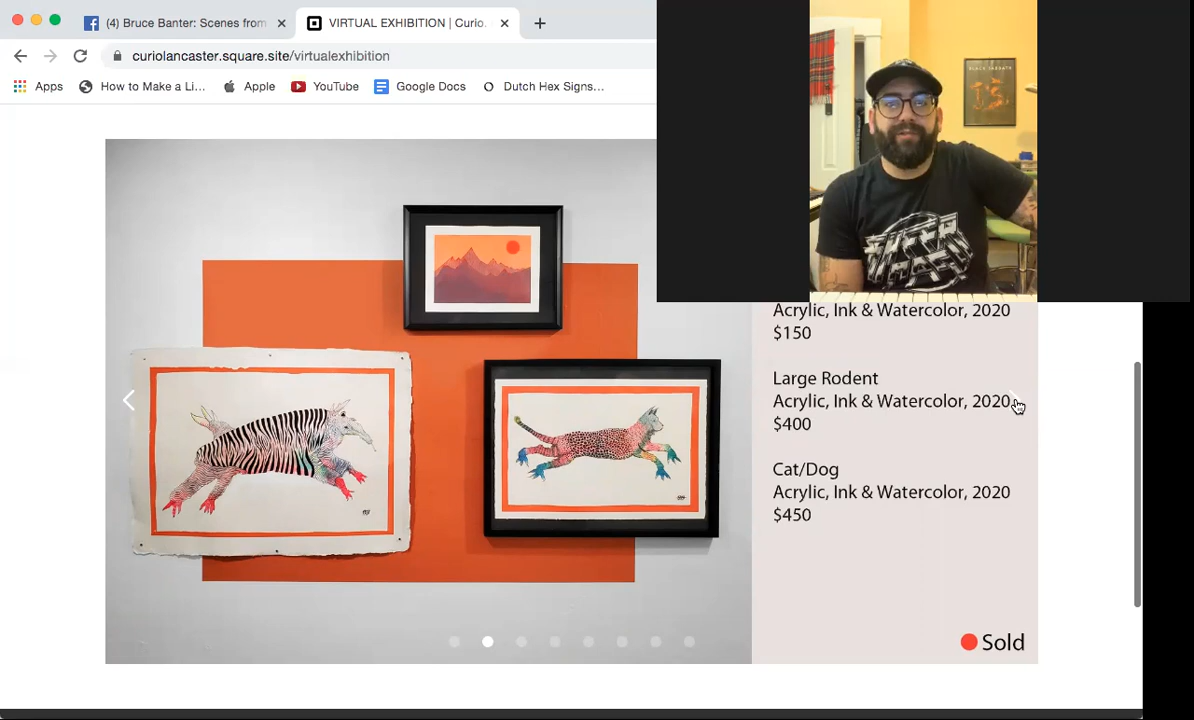 (4) Bruce Banter: Scenes from
VIRTUAL EXHIBITION | Curio.
curiolancaster.square.site/virtualexhibition
Apps
How to Make a Li...
Apple
YouTube
Google Docs
Dutch Hex Signs...
BLACK SABBATH
Acrylic, Ink & Watercolor, 2020
$150
Large Rodent
Acrylic, Ink & Watercolor, 2020
$400
Cat/Dog
Acrylic, Ink & Watercolor, 2020
$450
Sold